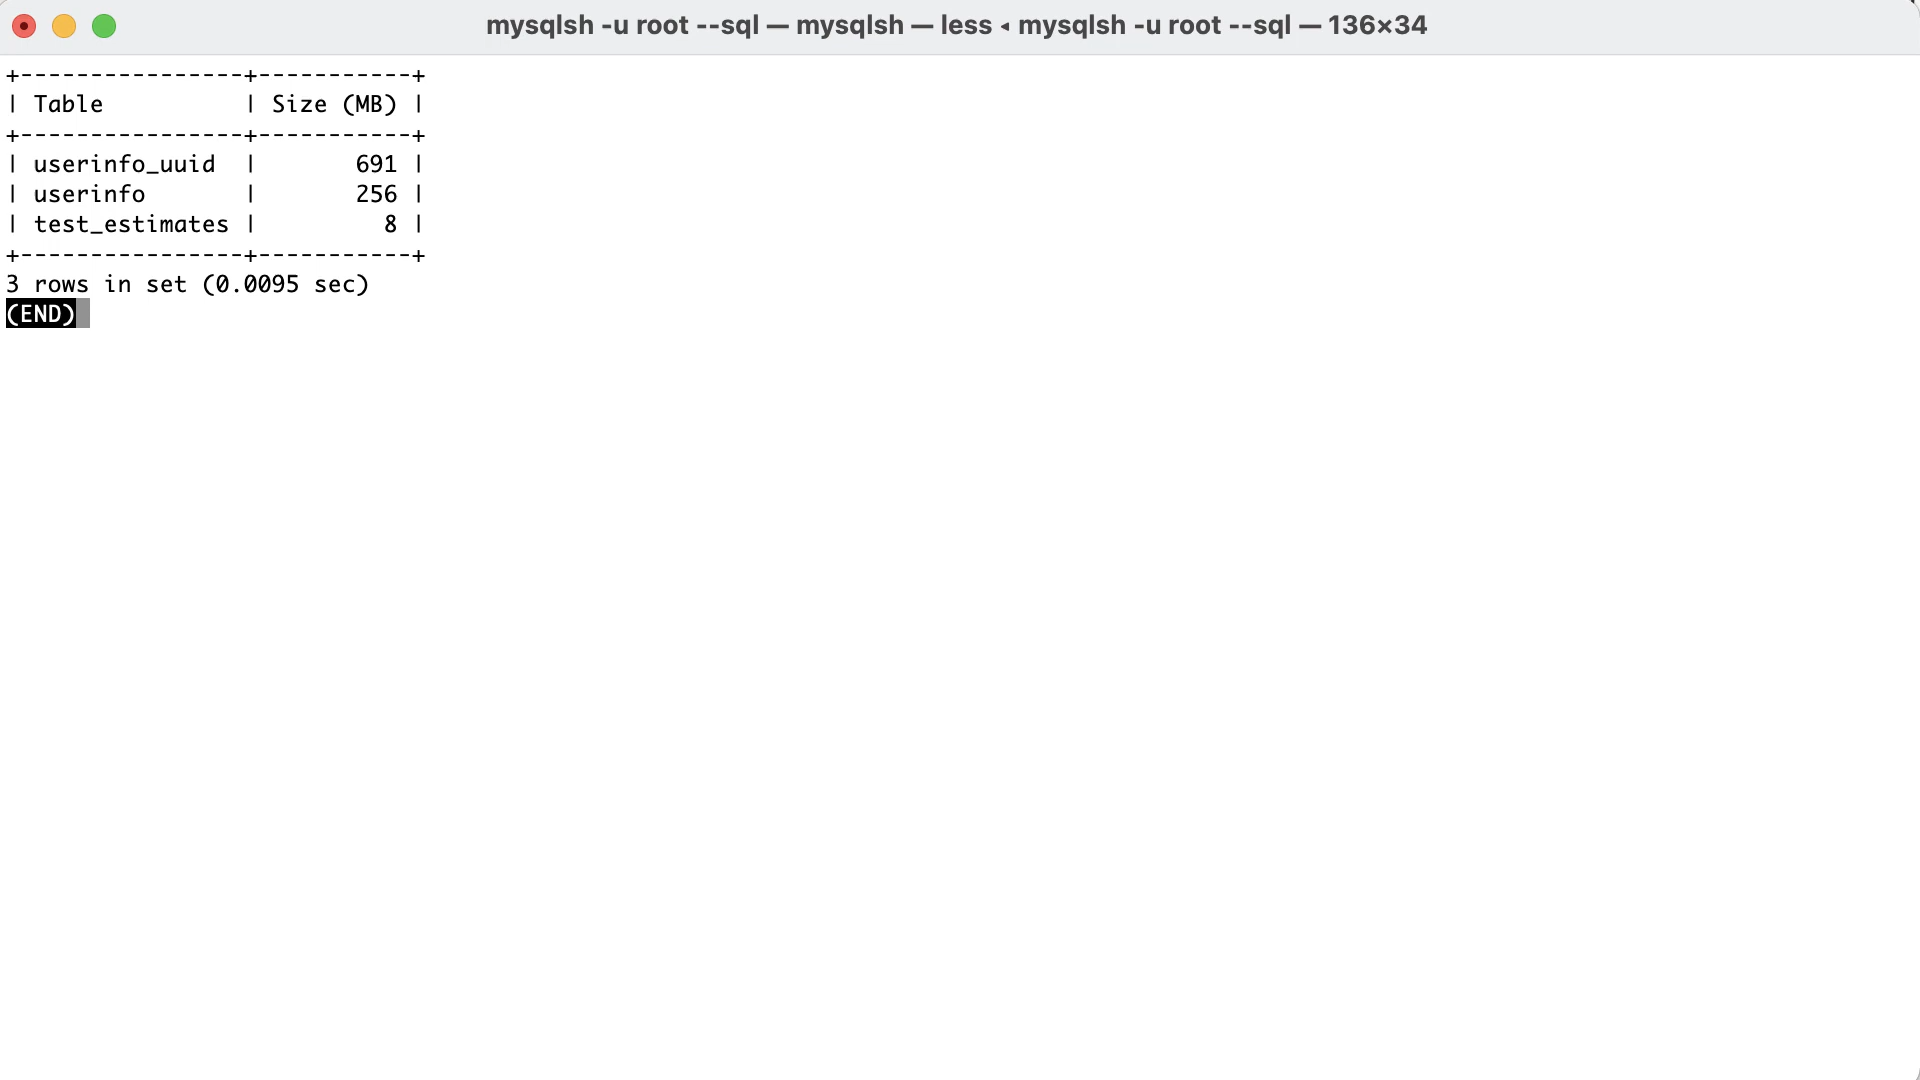 mysqlsh -u root --sql — mysqlsh — less ◂ mysqlsh -u root --sql — 136×34
+----------------+-----------+
| Table          | Size (MB) |
+----------------+-----------+
| userinfo_uuid  |       691 |
| userinfo       |       256 |
| test_estimates |         8 |
+----------------+-----------+
3 rows in set (0.0095 sec)
(END)